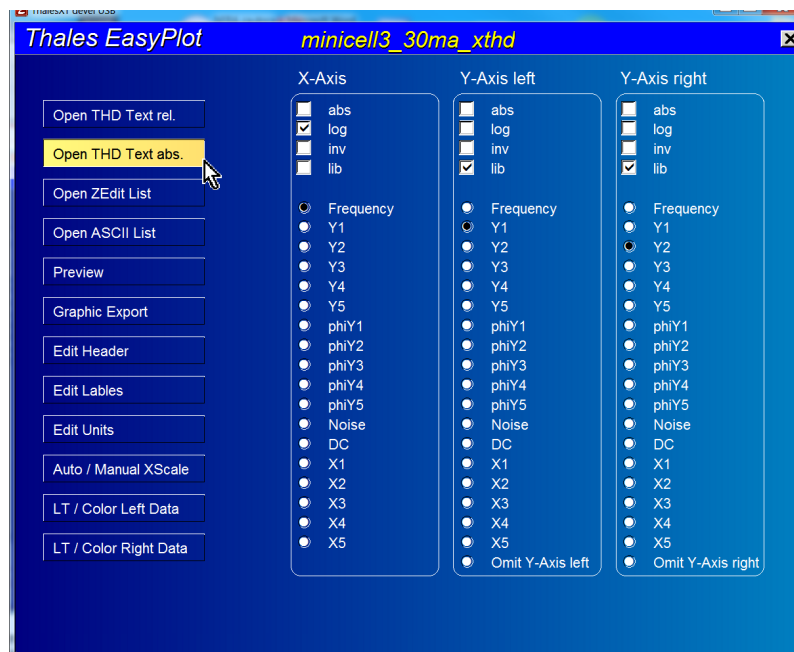 ThalesXT devel USB
Thales EasyPlot
minicell3_30ma_xthd
Open THD Text rel.
Open THD Text abs.
Open ZEdit List
Open ASCII List
Preview
Graphic Export
Edit Header
Edit Lables
Edit Units
Auto / Manual XScale
LT / Color Left Data
LT / Color Right Data
X-Axis
abs
log
inv
lib
Frequency
Y1
Y2
Y3
Y4
Y5
phiY1
phiY2
phiY3
phiY4
phiY5
Noise
DC
X1
X2
X3
X4
X5
Y-Axis left
abs
log
inv
lib
Frequency
Y1
Y2
Y3
Y4
Y5
phiY1
phiY2
phiY3
phiY4
phiY5
Noise
DC
X1
X2
X3
X4
X5
Omit Y-Axis left
Y-Axis right
abs
log
inv
lib
Frequency
Y1
Y2
Y3
Y4
Y5
phiY1
phiY2
phiY3
phiY4
phiY5
Noise
DC
X1
X2
X3
X4
X5
Omit Y-Axis right